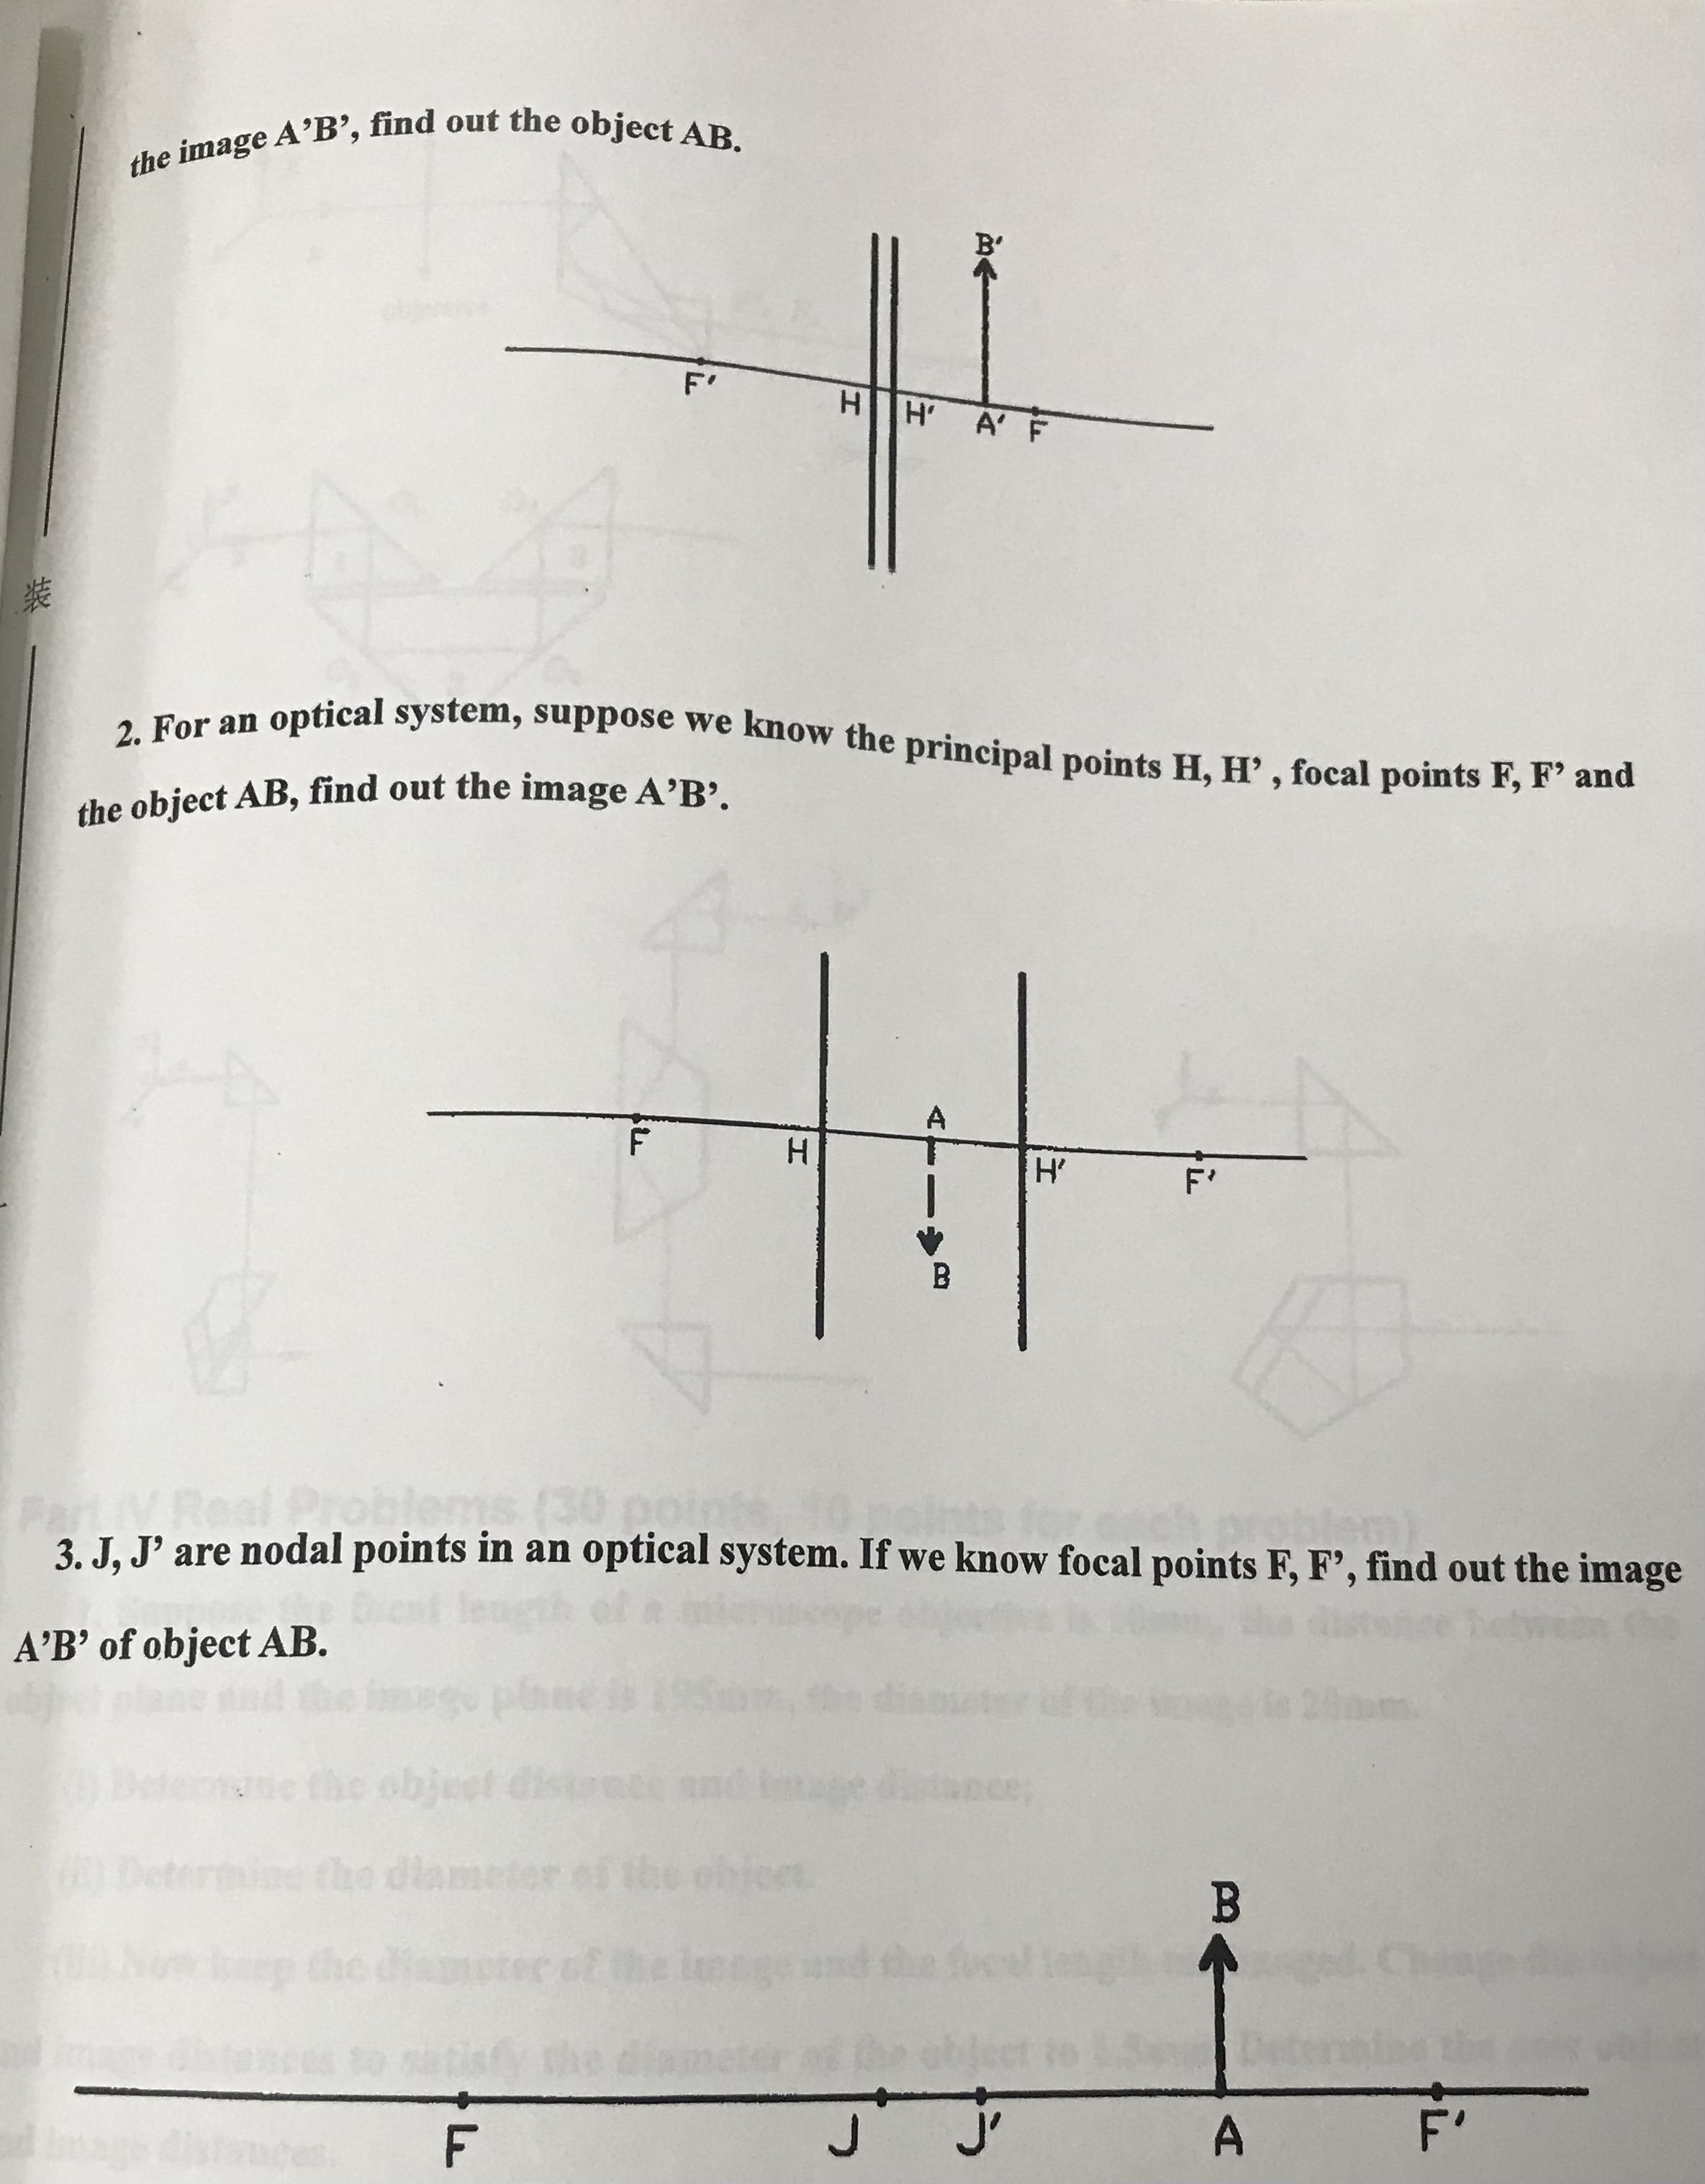 the image A’B’, find out the object AB.
B′
F′
H
H′
A′
F
装
2. For an optical system, suppose we know the principal points H, H’ , focal points F, F’ and
the object AB, find out the image A’B’.
A
F
H
H′
F′
B
3. J, J’ are nodal points in an optical system. If we know focal points F, F’, find out the image
A’B’ of object AB.
B
F
J
J′
A
F′